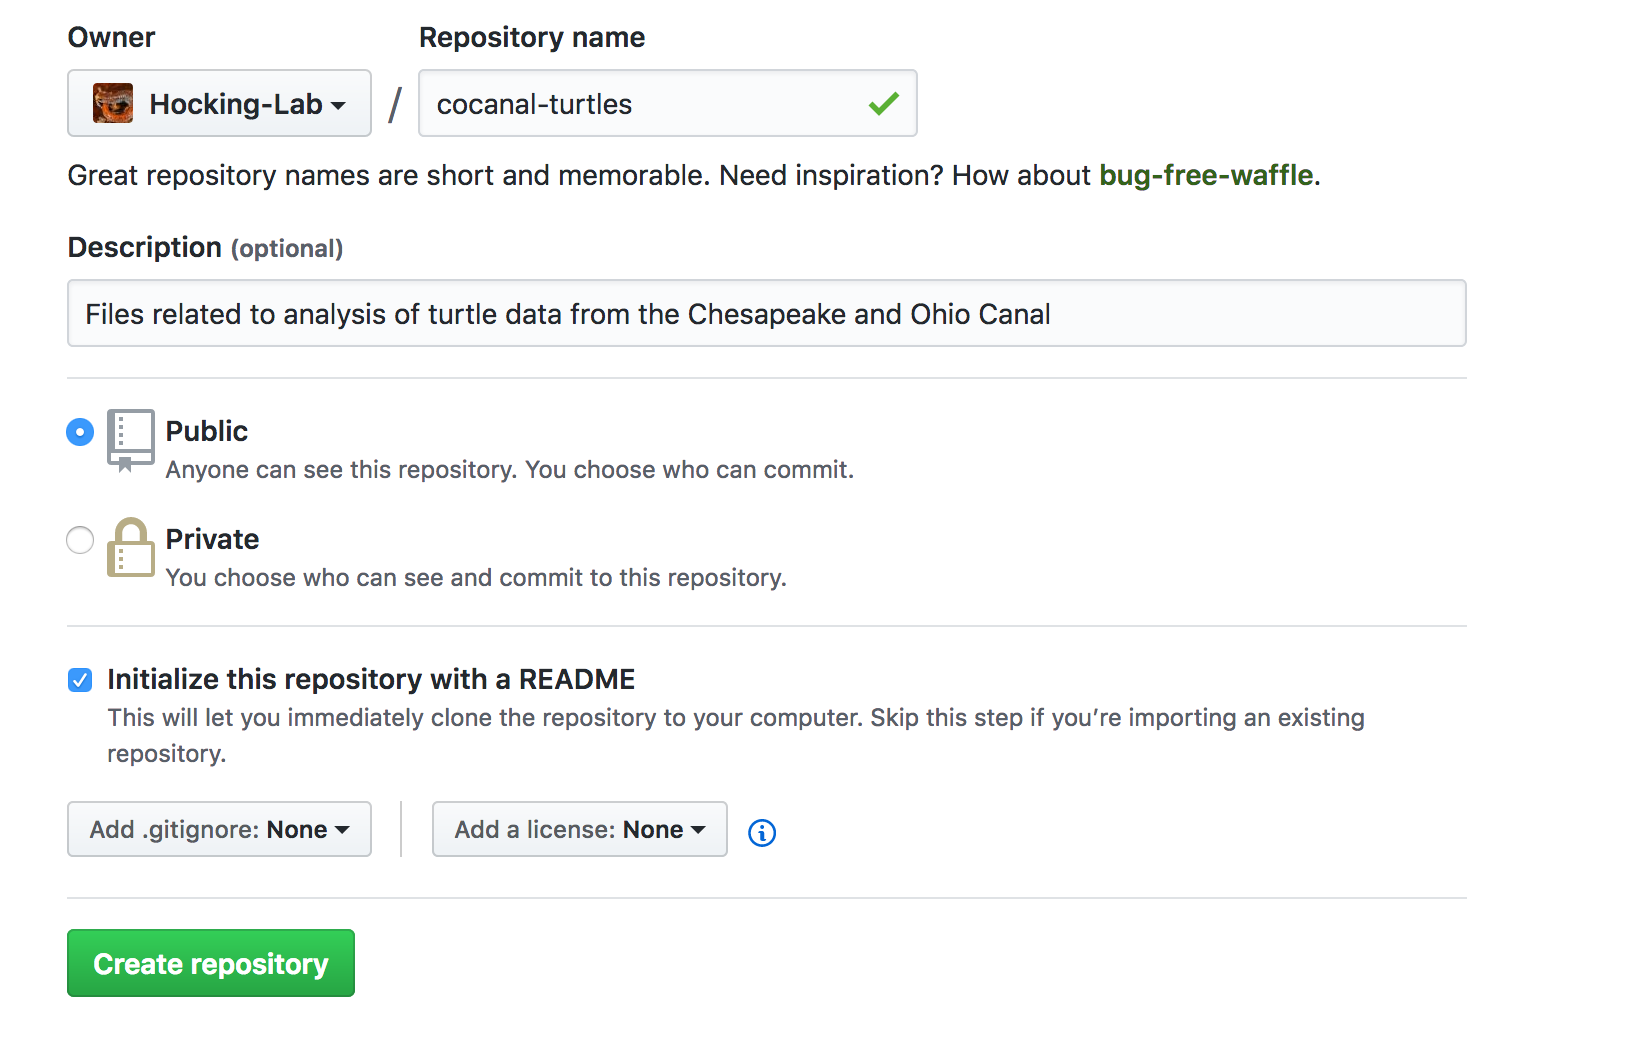 Owner
Repository name
Hocking-Lab / cocanal-turtles
Great repository names are short and memorable. Need inspiration? How about bug-free-waffle.
Description (optional)
Files related to analysis of turtle data from the Chesapeake and Ohio Canal
Public
Anyone can see this repository. You choose who can commit.
Private
You choose who can see and commit to this repository.
Initialize this repository with a README
This will let you immediately clone the repository to your computer. Skip this step if you’re importing an existing
repository.
Add .gitignore: None
Add a license: None
Create repository